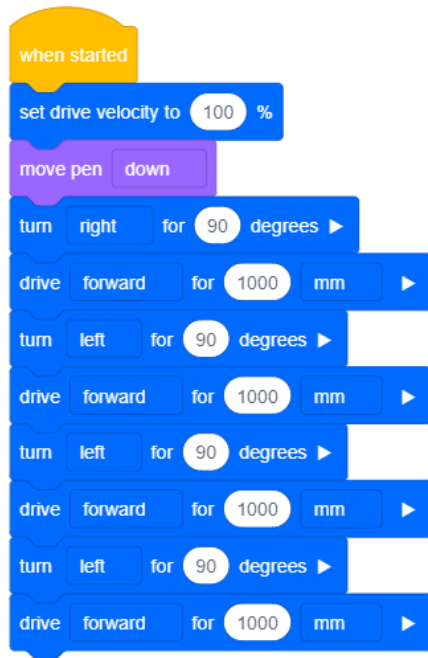 when started
set drive velocity to 100 %
move pen down
turn right for 90 degrees
drive forward for 1000 mm
turn left for 90 degrees
drive forward for 1000 mm
turn left for 90 degrees
drive forward for 1000 mm
turn left for 90 degrees
drive forward for 1000 mm